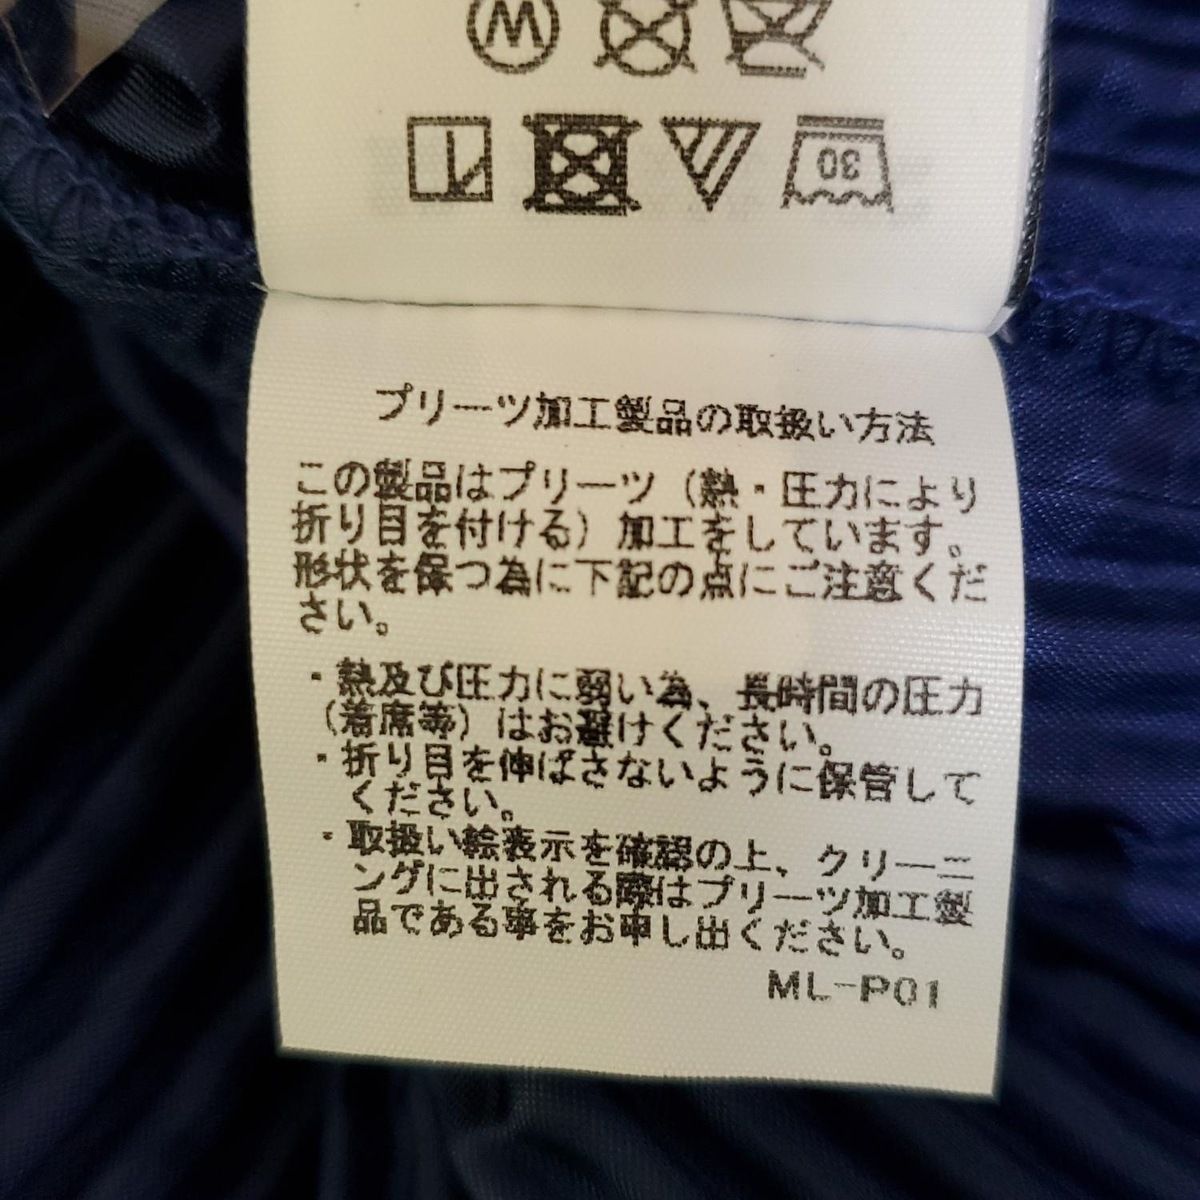 W
30
プリーツ加工製品の取扱い方法
この製品はプリーツ（熱・圧力により
折り目を付ける）加工をしています。
形状を保つ為に下記の点にご注意くだ
さい。
・熱及び圧力に弱い為、長時間の圧力
（着席等）はお避けください。
・折り目を伸ばさないように保管して
ください。
・取扱い絵表示を確認の上、クリーニ
ングに出される際はプリーツ加工製
品である事をお申し出ください。
ML-P01